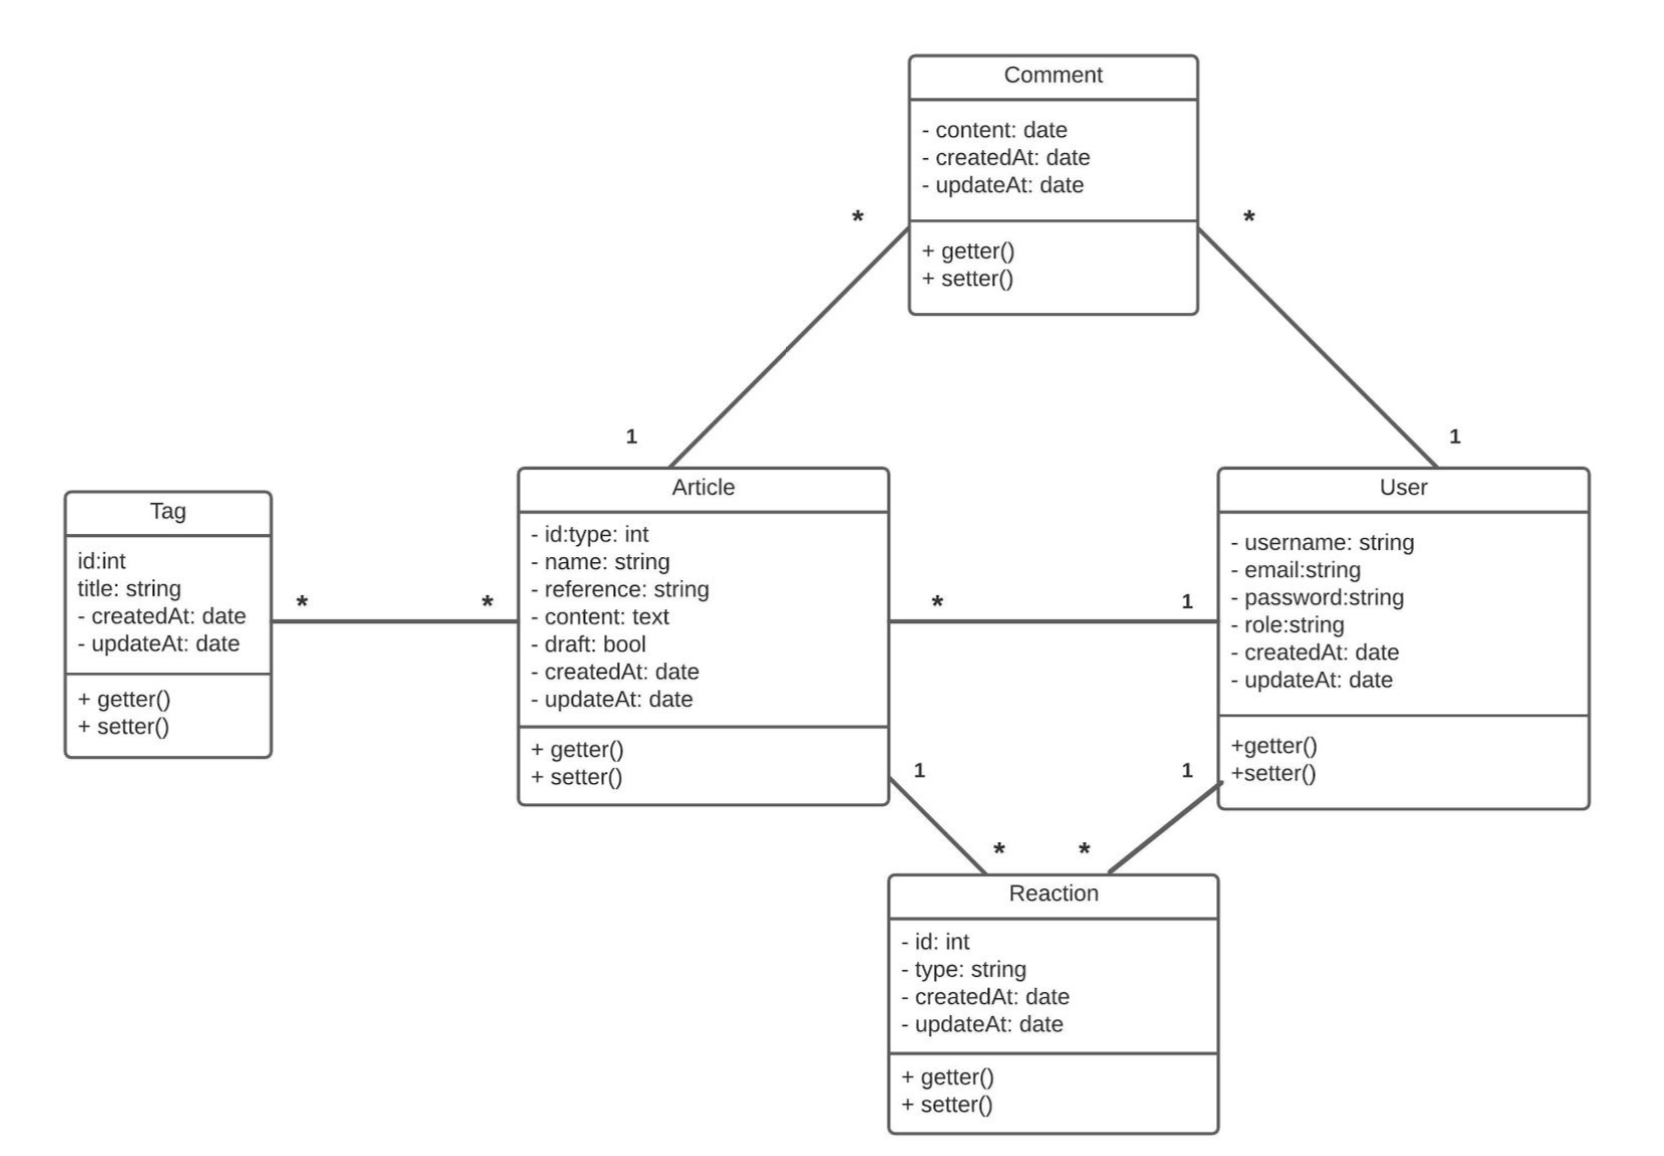 Comment
- content: date
- createdAt: date
- updateAt: date
+ getter()
+ setter()
*
*
1
1
Tag
id:int
title: string
- createdAt: date
- updateAt: date
+ getter()
+ setter()
*
*
Article
- id:type: int
- name: string
- reference: string
- content: text
- draft: bool
- createdAt: date
- updateAt: date
+ getter()
+ setter()
*
1
User
- username: string
- email:string
- password:string
- role:string
- createdAt: date
- updateAt: date
+getter()
+setter()
1
1
*
*
Reaction
- id: int
- type: string
- createdAt: date
- updateAt: date
+ getter()
+ setter()